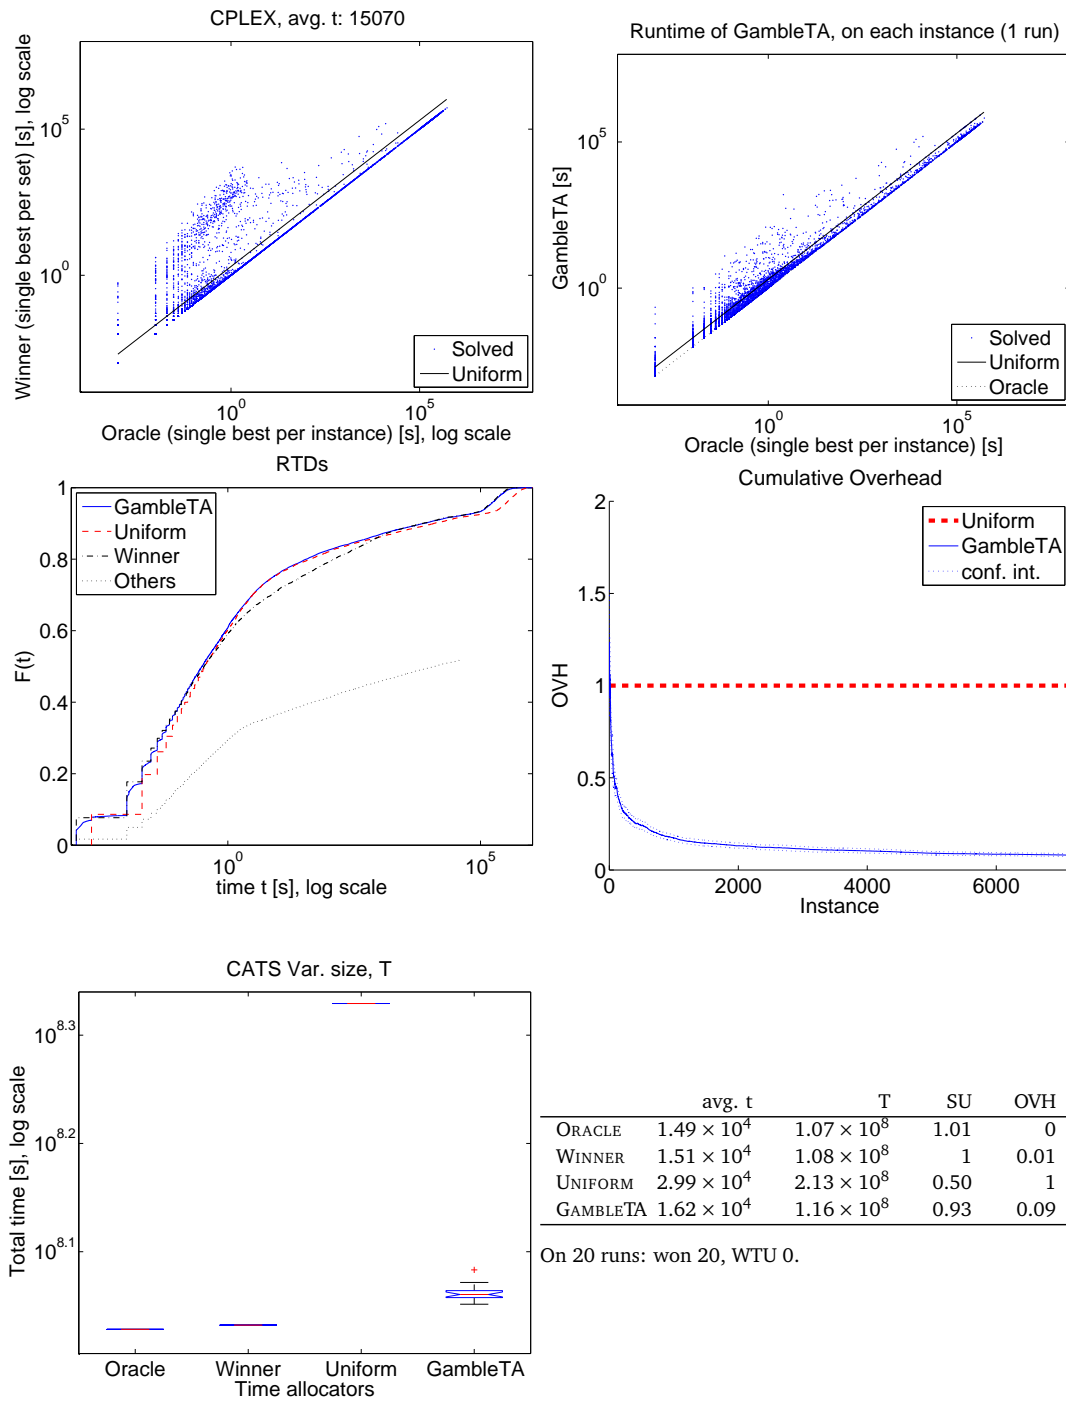 CPLEX, avg. t: 15070
Winner (single best per set) [s], log scale
10^5
10^0
Solved
Uniform
10^0
10^5
Oracle (single best per instance) [s], log scale
Runtime of GambleTA, on each instance (1 run)
GambleTA [s]
10^5
10^0
Solved
Uniform
Oracle
10^0
10^5
Oracle (single best per instance) [s]
RTDs
F(t)
1
0.8
0.6
0.4
0.2
0
GambleTA
Uniform
Winner
Others
10^0
10^5
time t [s], log scale
Cumulative Overhead
OVH
2
1.5
1
0.5
0
Uniform
GambleTA
conf. int.
0
2000
4000
6000
Instance
CATS Var. size, T
Total time [s], log scale
10^8.3
10^8.2
10^8.1
Oracle
Winner
Uniform
GambleTA
Time allocators
avg. t T SU OVH
ORACLE 1.49 × 10^4 1.07 × 10^8 1.01 0
WINNER 1.51 × 10^4 1.08 × 10^8 1 0.01
UNIFORM 2.99 × 10^4 2.13 × 10^8 0.50 1
GAMBLETA 1.62 × 10^4 1.16 × 10^8 0.93 0.09
On 20 runs: won 20, WTU 0.